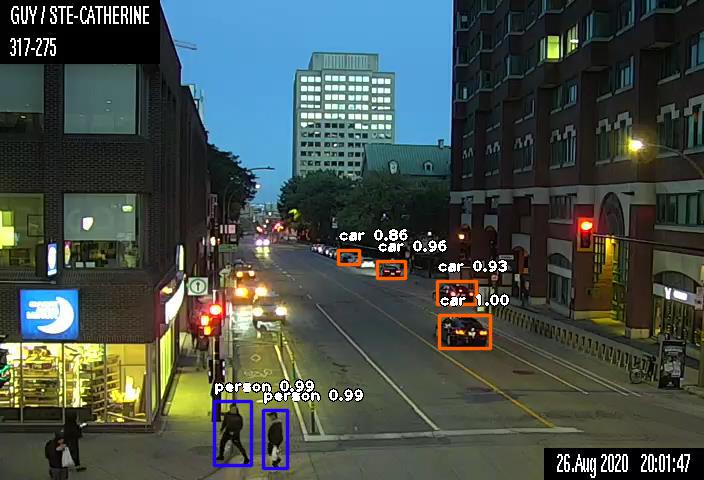 GUY / STE-CATHERINE
317-275
car 0.86
car 0.96
car 0.93
car 1.00
person 0.99
person 0.99
26.Aug 2020 20:01:47